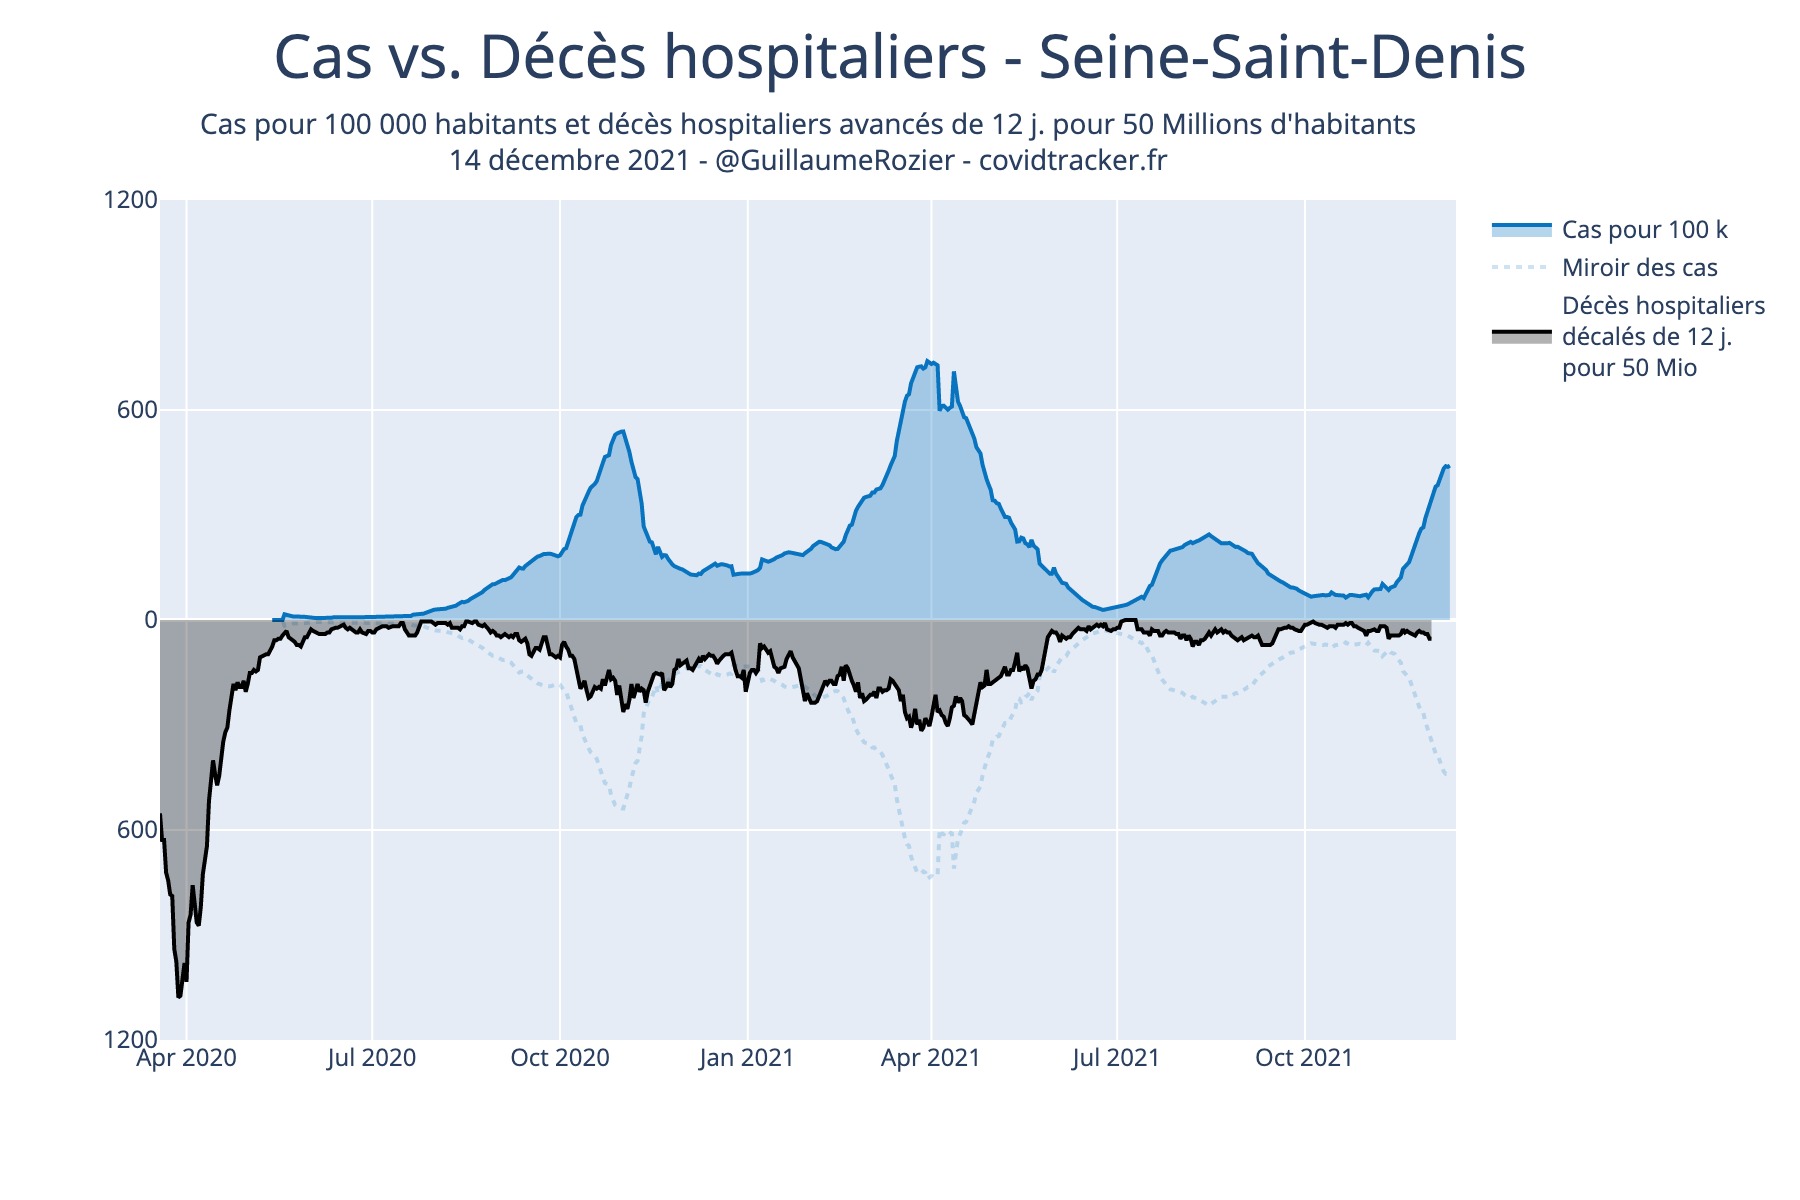 Cas vs. Décès hospitaliers - Seine-Saint-Denis
Cas pour 100 000 habitants et décès hospitaliers avancés de 12 j. pour 50 Millions d'habitants
14 décembre 2021 - @GuillaumeRozier - covidtracker.fr
1200
600
0
600
1200
Apr 2020
Jul 2020
Oct 2020
Jan 2021
Apr 2021
Jul 2021
Oct 2021
Cas pour 100 k
Miroir des cas
Décès hospitaliers
décalés de 12 j.
pour 50 Mio